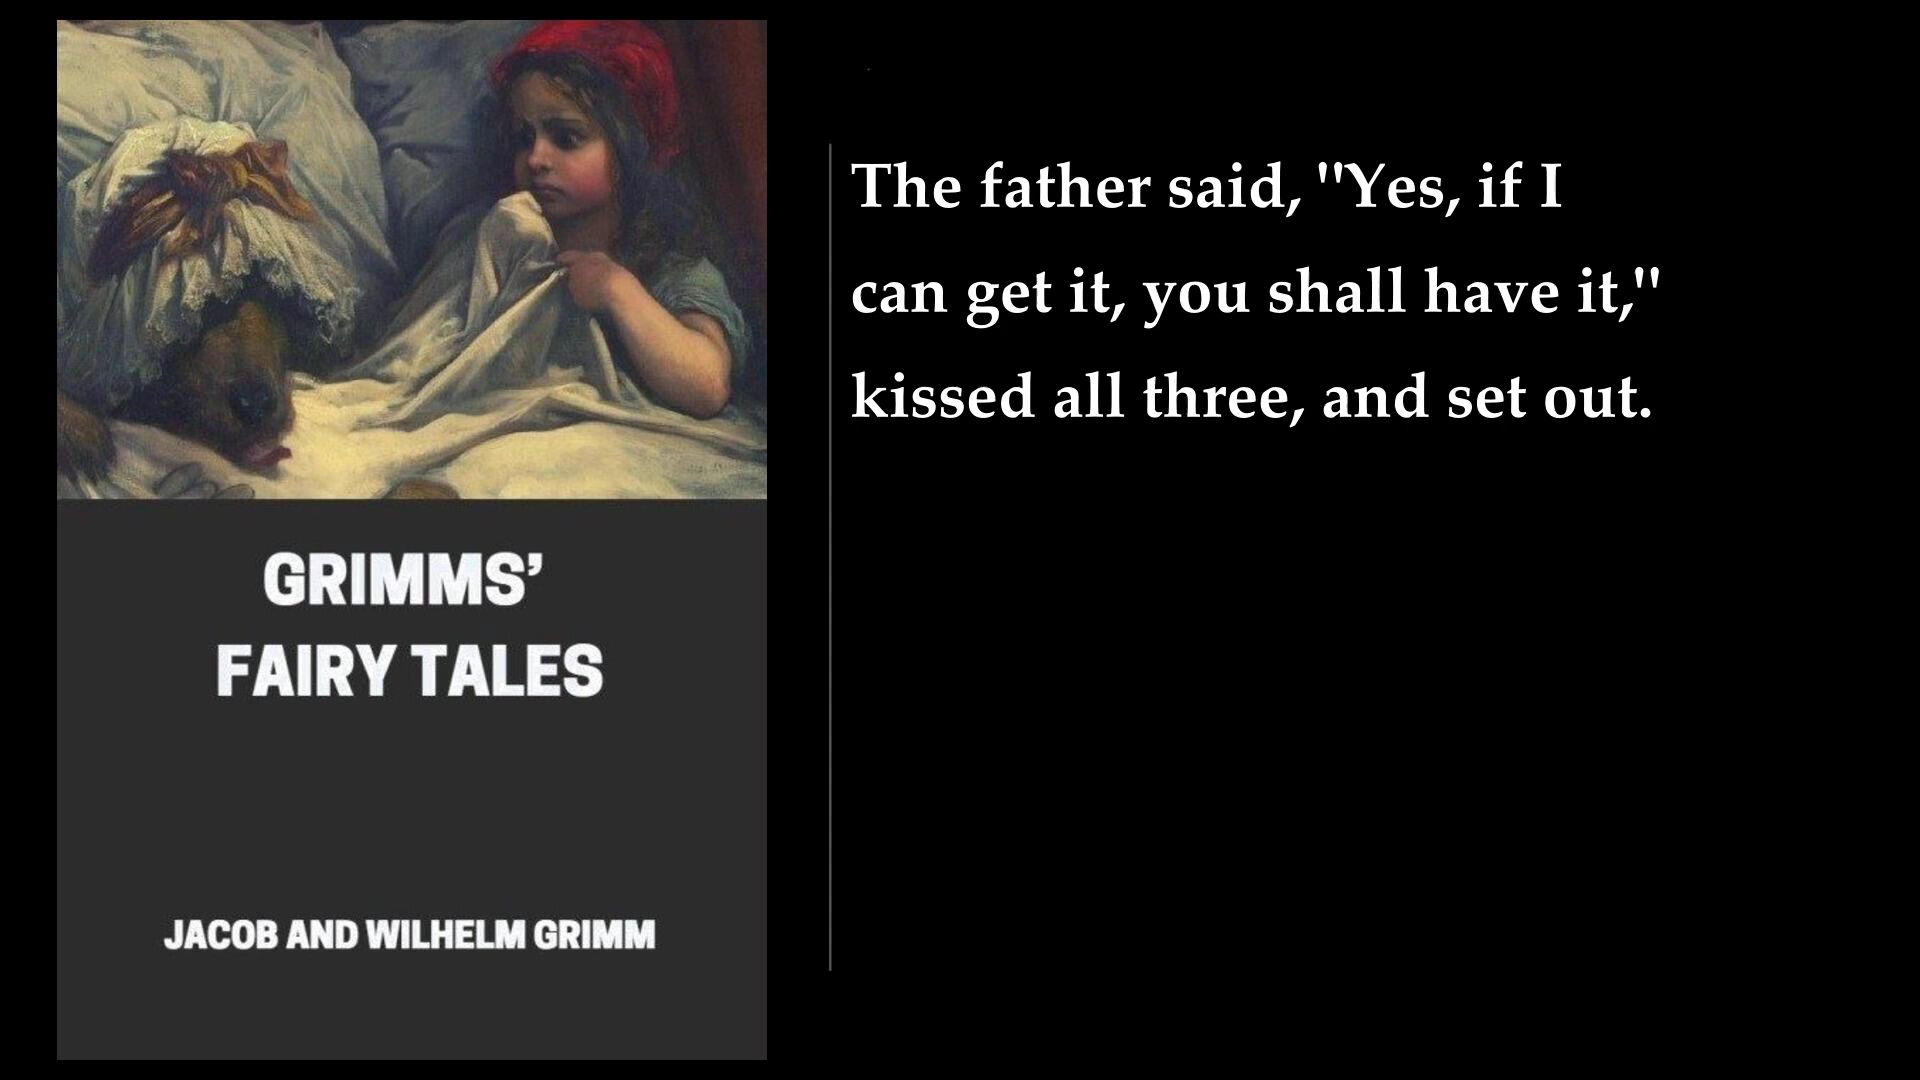 GRIMMS’
FAIRY TALES
JACOB AND WILHELM GRIMM
The father said, "Yes, if I
can get it, you shall have it,"
kissed all three, and set out.